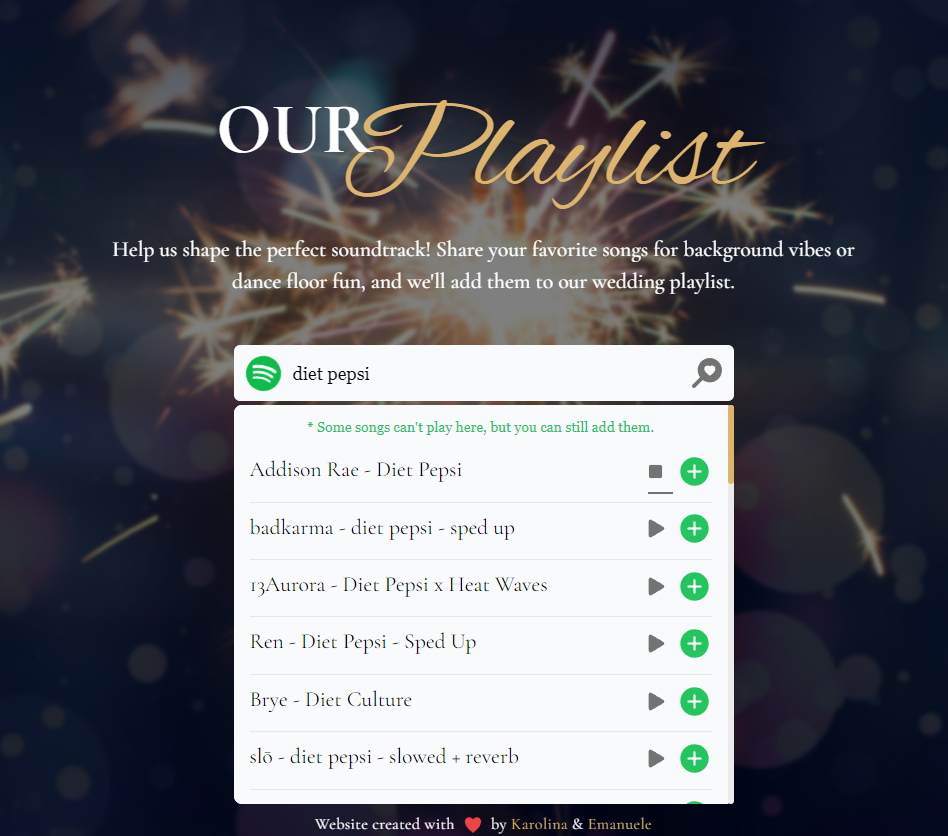 OUR Playlist
Help us shape the perfect soundtrack! Share your favorite songs for background vibes or
dance floor fun, and we'll add them to our wedding playlist.
diet pepsi
* Some songs can't play here, but you can still add them.
Addison Rae - Diet Pepsi
badkarma - diet pepsi - sped up
13Aurora - Diet Pepsi x Heat Waves
Ren - Diet Pepsi - Sped Up
Brye - Diet Culture
slō - diet pepsi - slowed + reverb
Website created with ❤️ by Karolina & Emanuele